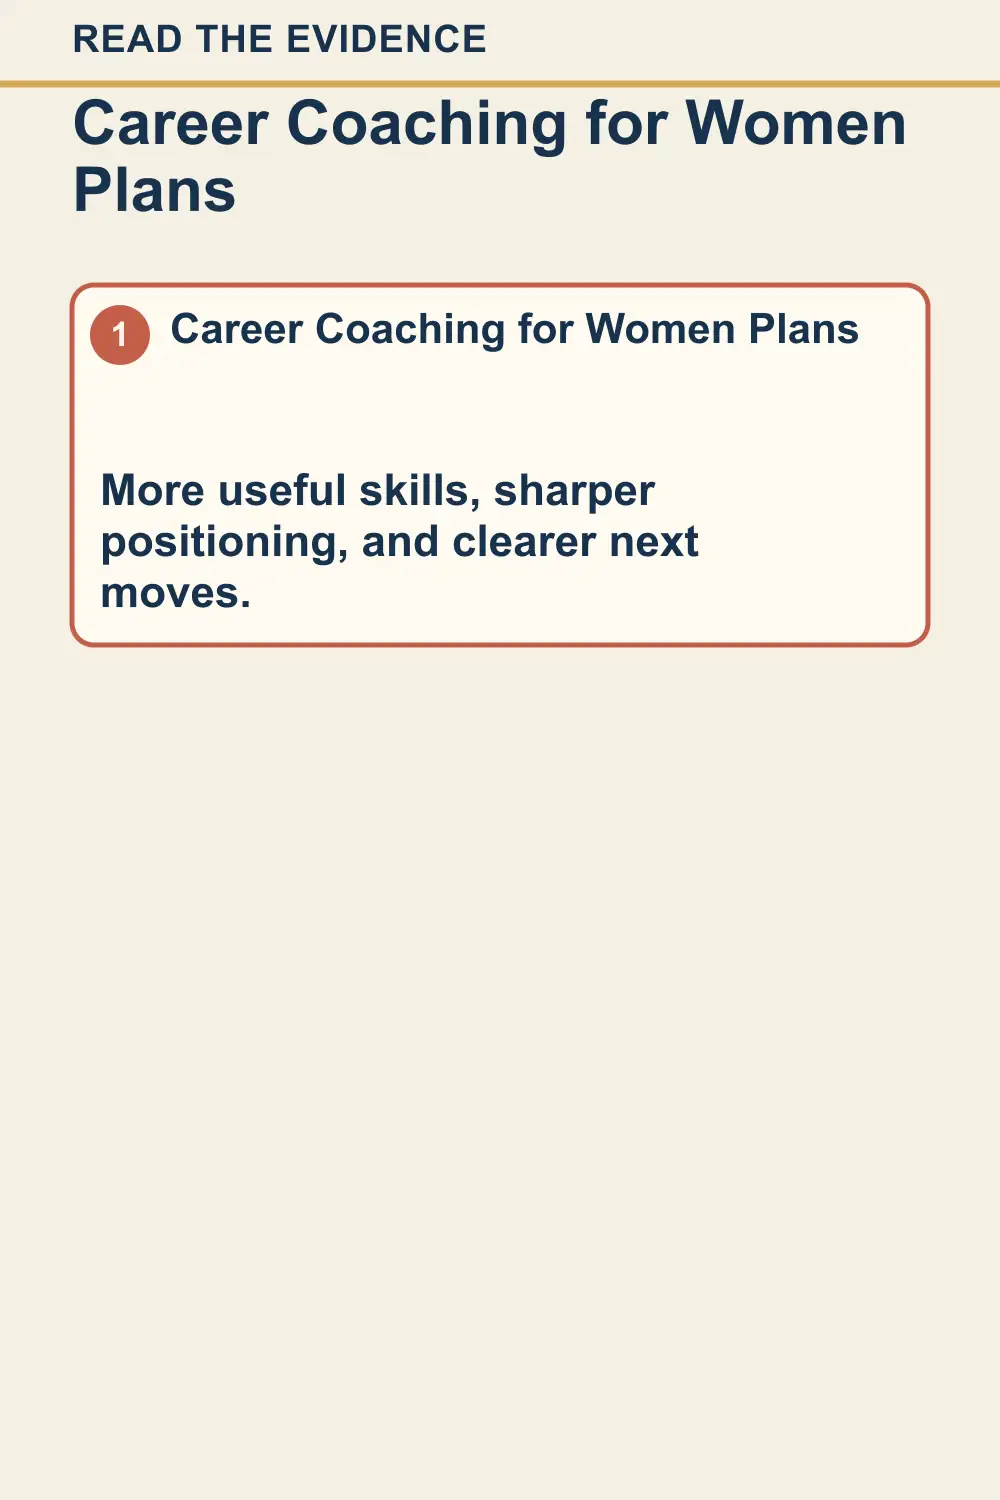 READ THE EVIDENCE
Career Coaching for Women
Plans
1 Career Coaching for Women Plans
More useful skills, sharper
positioning, and clearer next
moves.